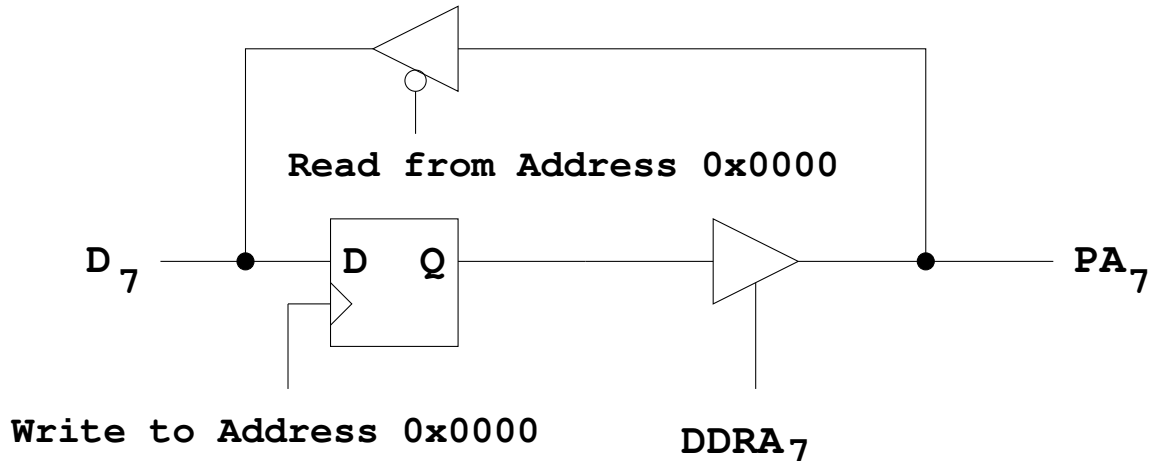 Read from Address 0x0000
D7
D Q
PA7
Write to Address 0x0000
DDRA7